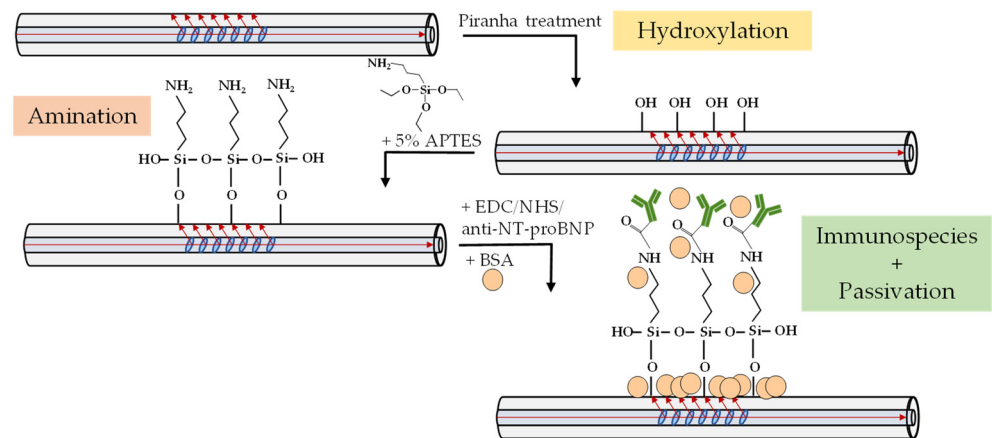 Piranha treatment
Hydroxylation
NH2 NH2 NH2
NH2
Si
O O
O
+ 5% APTES
Amination
HO Si O Si O Si OH
O O O
OH OH OH OH
+ EDC/NHS/
anti-NT-proBNP
+ BSA
O O O
NH NH NH
HO Si O Si O Si OH
O O O
Immunospecies
+
Passivation